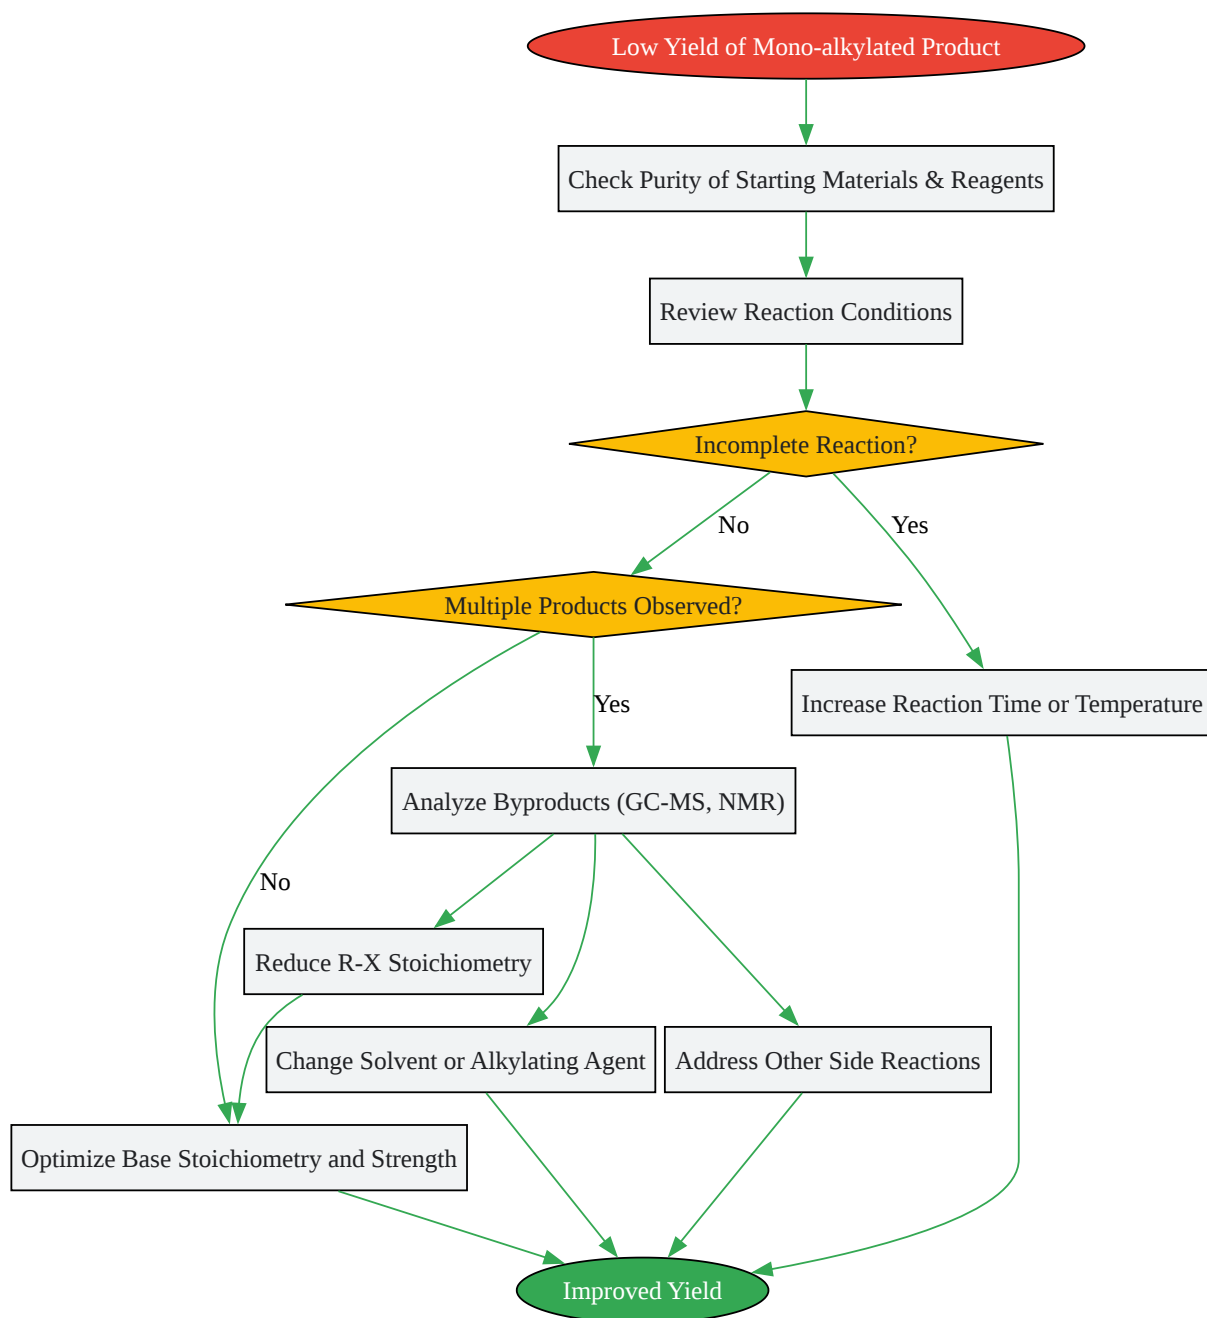 Low Yield of Mono-alkylated Product
Check Purity of Starting Materials & Reagents
Review Reaction Conditions
Incomplete Reaction?
No
Yes
Multiple Products Observed?
Increase Reaction Time or Temperature
Yes
Analyze Byproducts (GC-MS, NMR)
No
Reduce R-X Stoichiometry
Change Solvent or Alkylating Agent
Address Other Side Reactions
Optimize Base Stoichiometry and Strength
Improved Yield